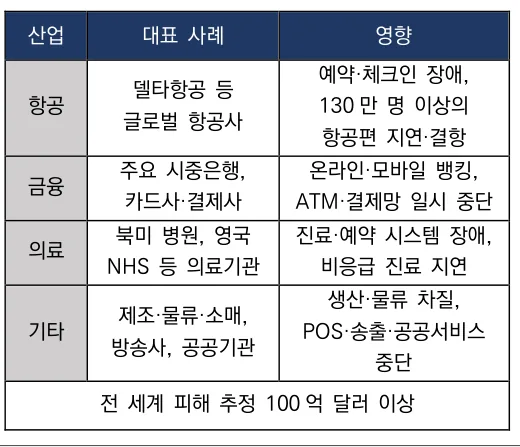 산업 대표 사례 영향
항공
델타항공 등
글로벌 항공사
예약·체크인 장애,
130만 명 이상의
항공편 지연·결항
금융
주요 시중은행,
카드사·결제사
온라인·모바일 뱅킹,
ATM·결제망 일시 중단
의료
북미 병원, 영국
NHS 등 의료기관
진료·예약 시스템 장애,
비응급 진료 지연
기타
제조·물류·소매,
방송사, 공공기관
생산·물류 차질,
POS·송출·공공서비스
중단
전 세계 피해 추정 100억 달러 이상